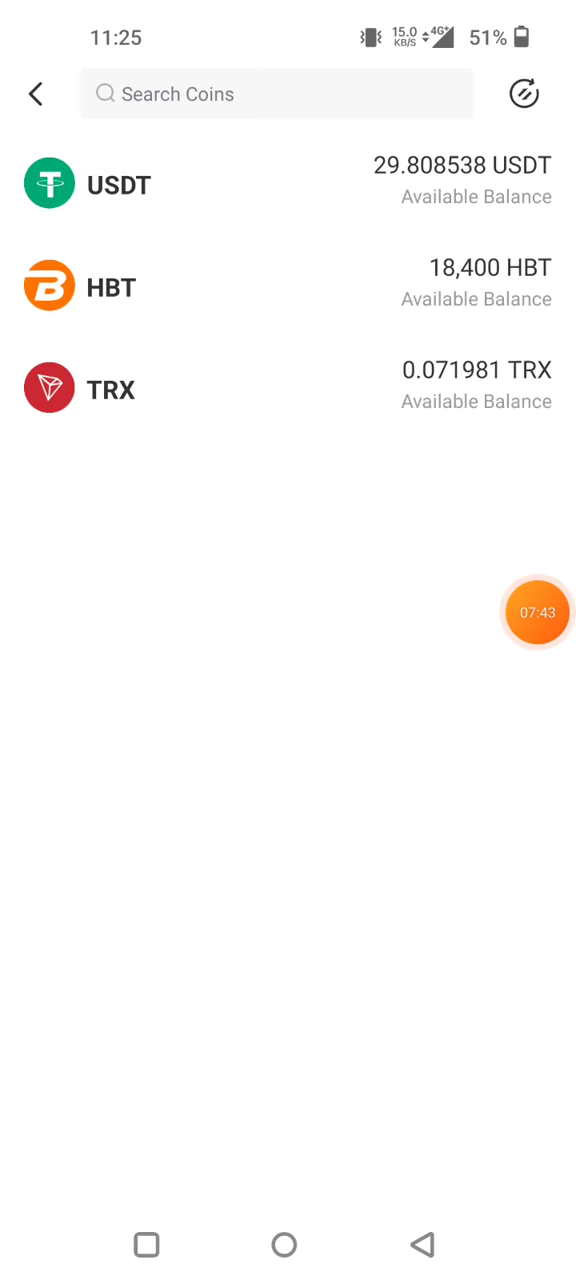 11:25 15.0 KB/S 4G+ 51%
Search Coins
USDT 29.808538 USDT
Available Balance
HBT 18,400 HBT
Available Balance
TRX 0.071981 TRX
Available Balance
07:43